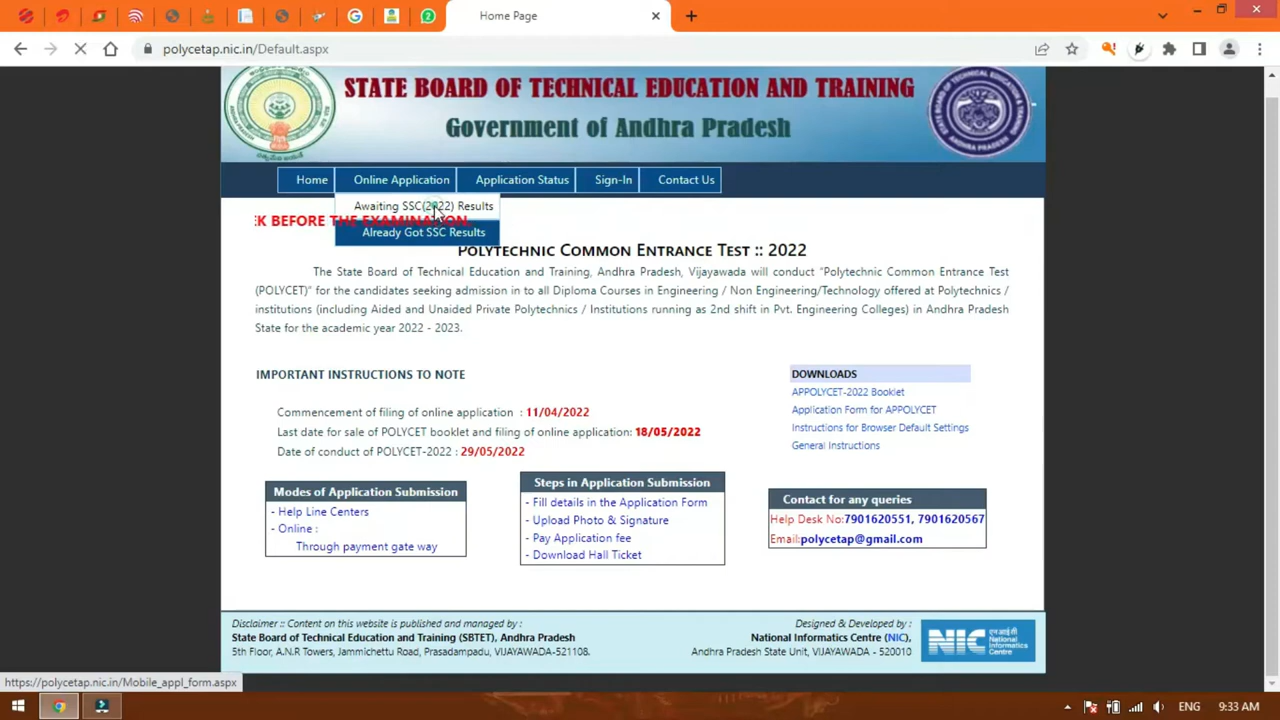 Home Page
polycetap.nic.in/Default.aspx
STATE BOARD OF TECHNICAL EDUCATION AND TRAINING
Government of Andhra Pradesh
Home Online Application Application Status Sign-In Contact Us
Awaiting SSC(2022) Results
K BEFORE THE EXAMINATION.
Already Got SSC Results
POLYTECHNIC COMMON ENTRANCE TEST :: 2022
The State Board of Technical Education and Training, Andhra Pradesh, Vijayawada will conduct "Polytechnic Common Entrance Test
(POLYCET)" for the candidates seeking admission in to all Diploma Courses in Engineering / Non Engineering/Technology offered at Polytechnics /
institutions (including Aided and Unaided Private Polytechnics / Institutions running as 2nd shift in Pvt. Engineering Colleges) in Andhra Pradesh
State for the academic year 2022 - 2023.
IMPORTANT INSTRUCTIONS TO NOTE
Commencement of filing of online application : 11/04/2022
Last date for sale of POLYCET booklet and filing of online application: 18/05/2022
Date of conduct of POLYCET-2022 : 29/05/2022
DOWNLOADS
APPOLYCET-2022 Booklet
Application Form for APPOLYCET
Instructions for Browser Default Settings
General Instructions
Modes of Application Submission
- Help Line Centers
- Online :
Through payment gate way
Steps in Application Submission
- Fill details in the Application Form
- Upload Photo & Signature
- Pay Application fee
- Download Hall Ticket
Contact for any queries
Help Desk No:7901620551, 7901620567
Email:polycetap@gmail.com
Disclaimer :: Content on this website is published and managed by :
State Board of Technical Education and Training (SBTET), Andhra Pradesh
5th Floor, A.N.R Towers, Jammichettu Road, Prasadampadu, VIJAYAWADA-521108.
Designed & Developed by :
National Informatics Centre (NIC),
Andhra Pradesh State Unit, VIJAYAWADA - 520010
NIC एन आई सी
National
Informatics
Centre
https://polycetap.nic.in/Mobile_appl_form.aspx
ENG 9:33 AM